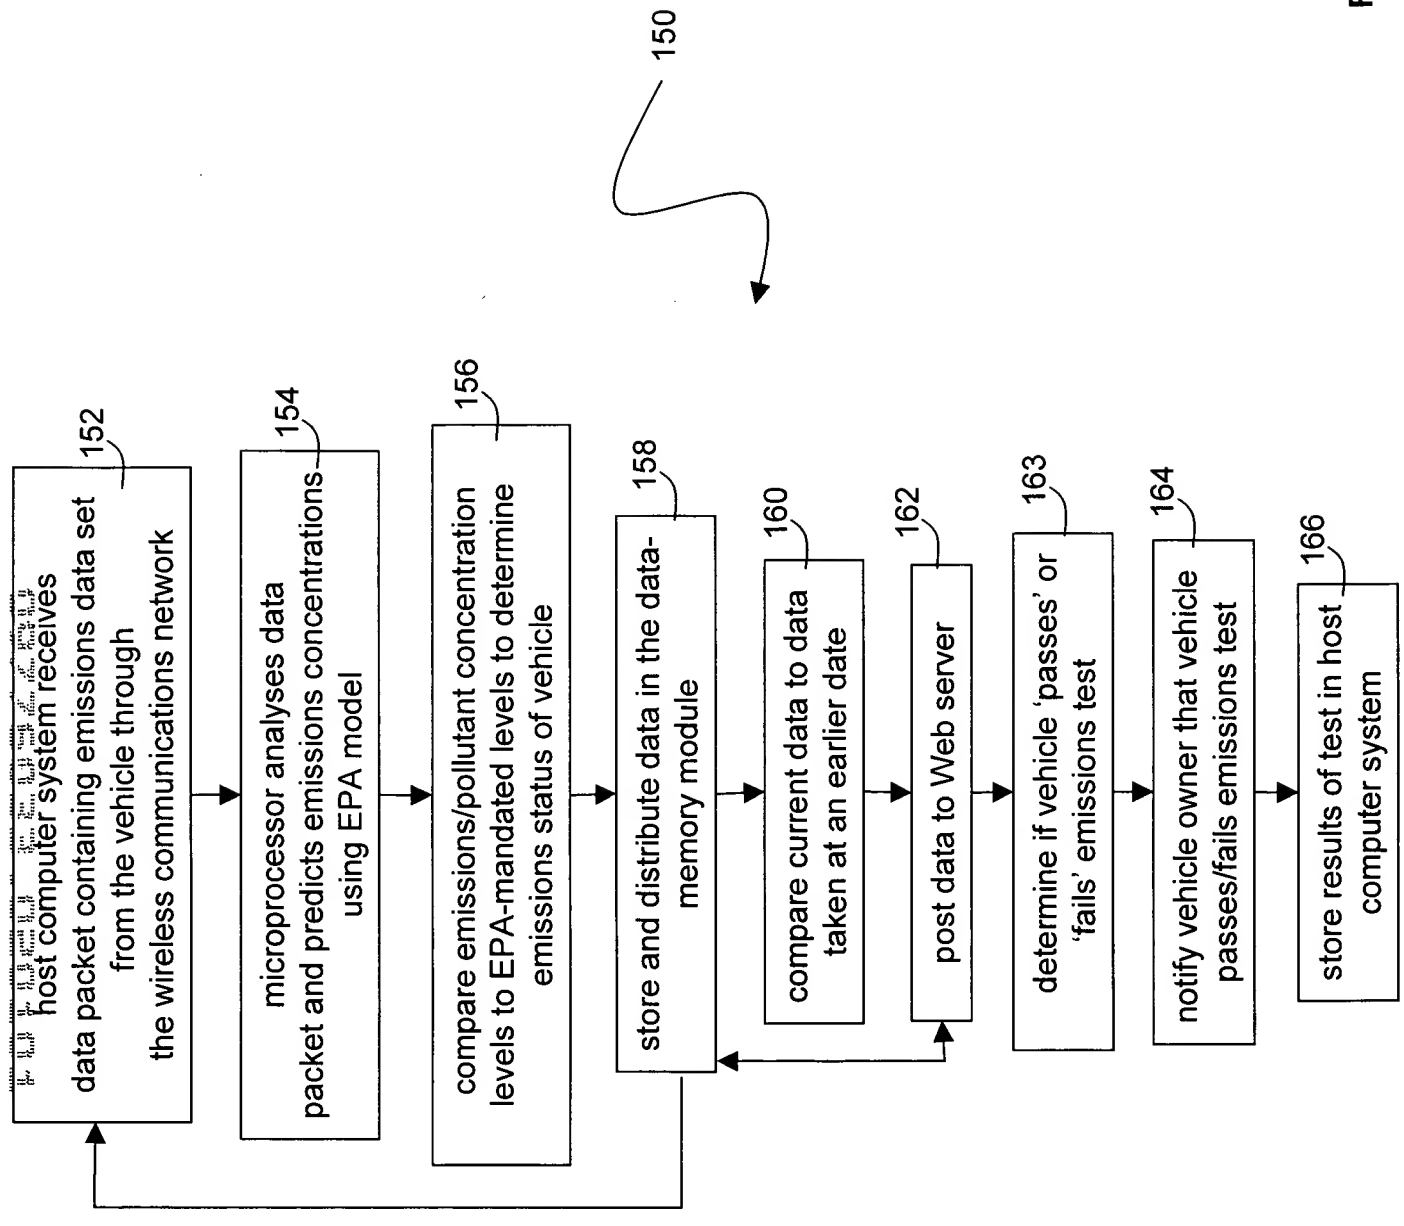 150
host computer system receives
data packet containing emissions data set
from the vehicle through
the wireless communications network
152
microprocessor analyses data
packet and predicts emissions concentrations
using EPA model
154
compare emissions/pollutant concentration
levels to EPA-mandated levels to determine
emissions status of vehicle
156
store and distribute data in the data-
memory module
158
compare current data to data
taken at an earlier date
160
post data to Web server
162
determine if vehicle ‘passes’ or
‘fails’ emissions test
163
notify vehicle owner that vehicle
passes/fails emissions test
164
store results of test in host
computer system
166